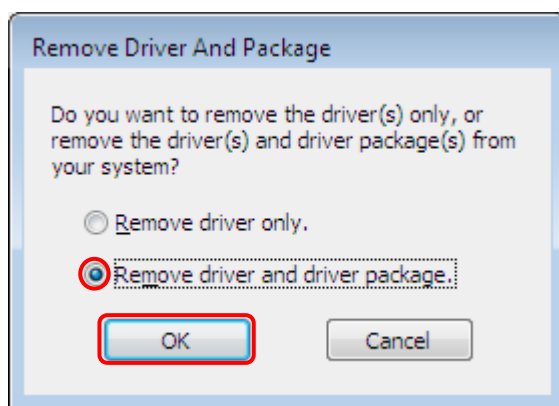 Remove Driver And Package
Do you want to remove the driver(s) only, or
remove the driver(s) and driver package(s) from
your system?
Remove driver only.
Remove driver and driver package.
OK Cancel